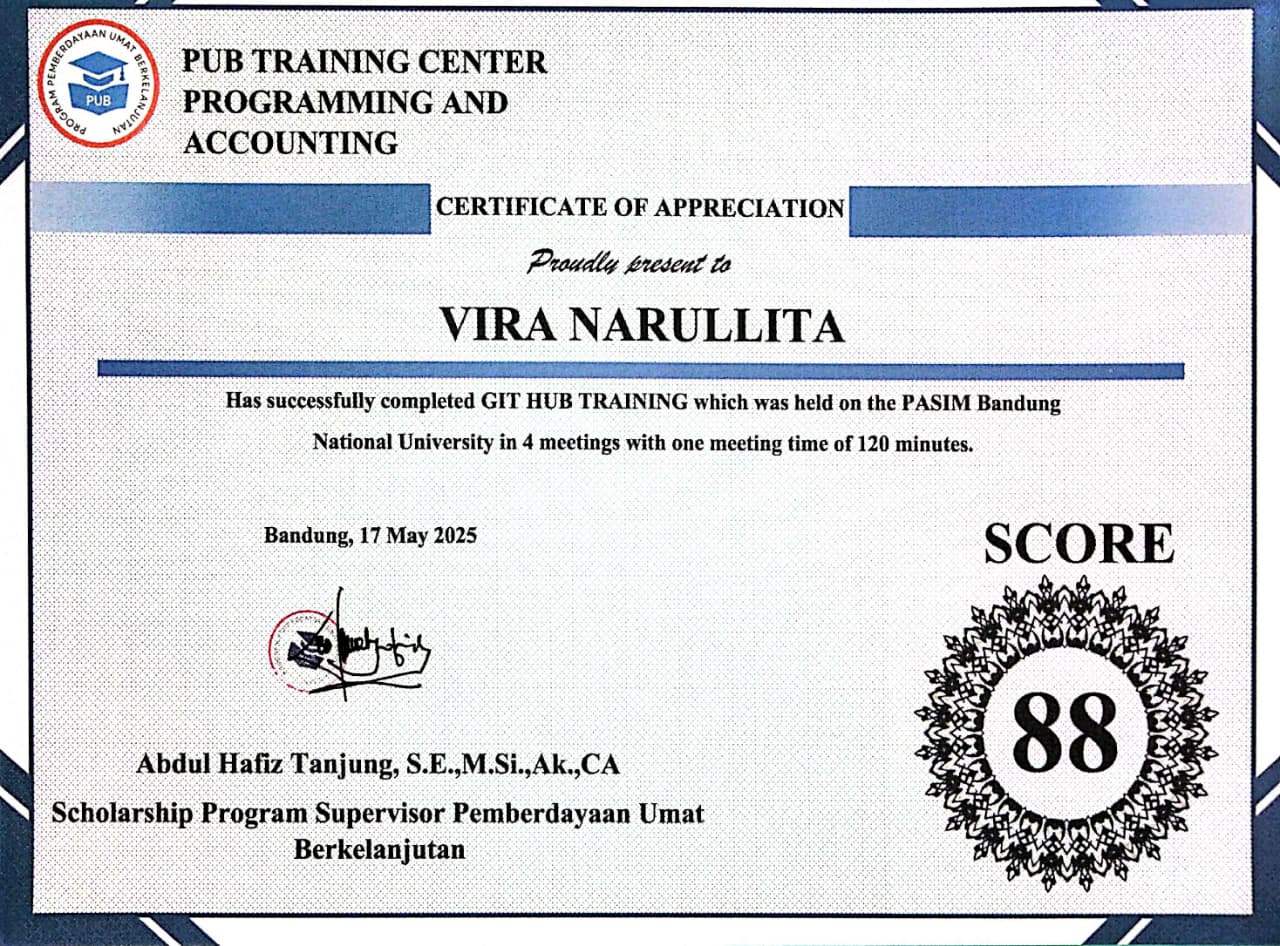 PROGRAM PEMBERDAYAAN UMAT BERKELANJUTAN
PUB
PUB TRAINING CENTER
PROGRAMMING AND
ACCOUNTING
CERTIFICATE OF APPRECIATION
Proudly present to
VIRA NARULLITA
Has successfully completed GIT HUB TRAINING which was held on the PASIM Bandung
National University in 4 meetings with one meeting time of 120 minutes.
Bandung, 17 May 2025
SCORE
88
Abdul Hafiz Tanjung, S.E.,M.Si.,Ak.,CA
Scholarship Program Supervisor Pemberdayaan Umat
Berkelanjutan